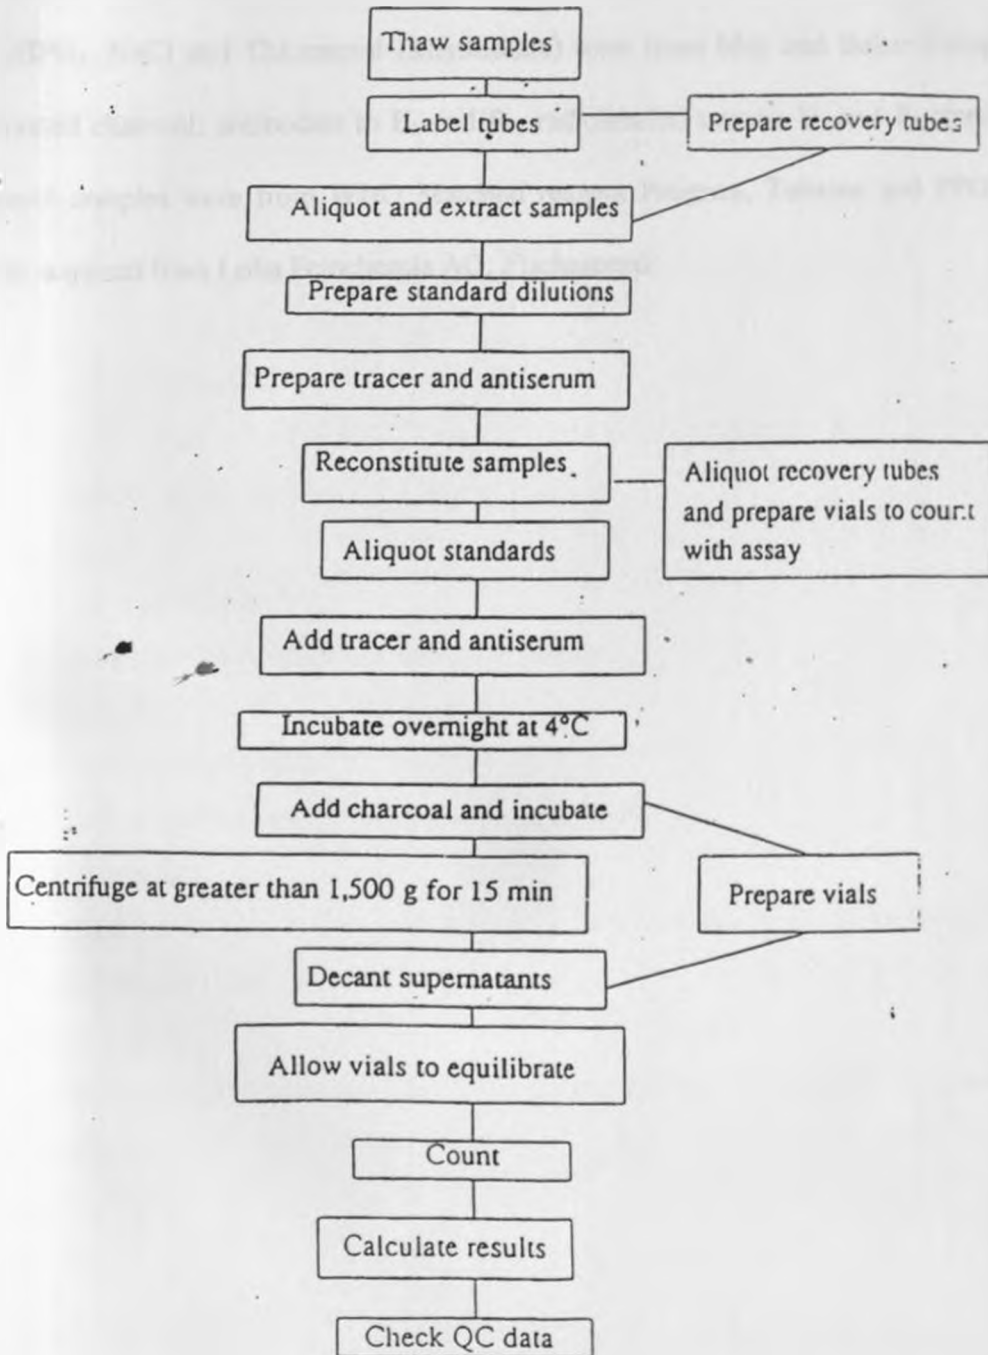 Thaw samples
Label tubes
Prepare recovery tubes
Aliquot and extract samples
Prepare standard dilutions
Prepare tracer and antiserum
Reconstitute samples.
Aliquot recovery tubes
and prepare vials to count
with assay
Aliquot standards
Add tracer and antiserum
Incubate overnight at 4°C
Add charcoal and incubate
Centrifuge at greater than 1,500 g for 15 min
Prepare vials
Decant supernatants
Allow vials to equilibrate
Count
Calculate results
Check QC data